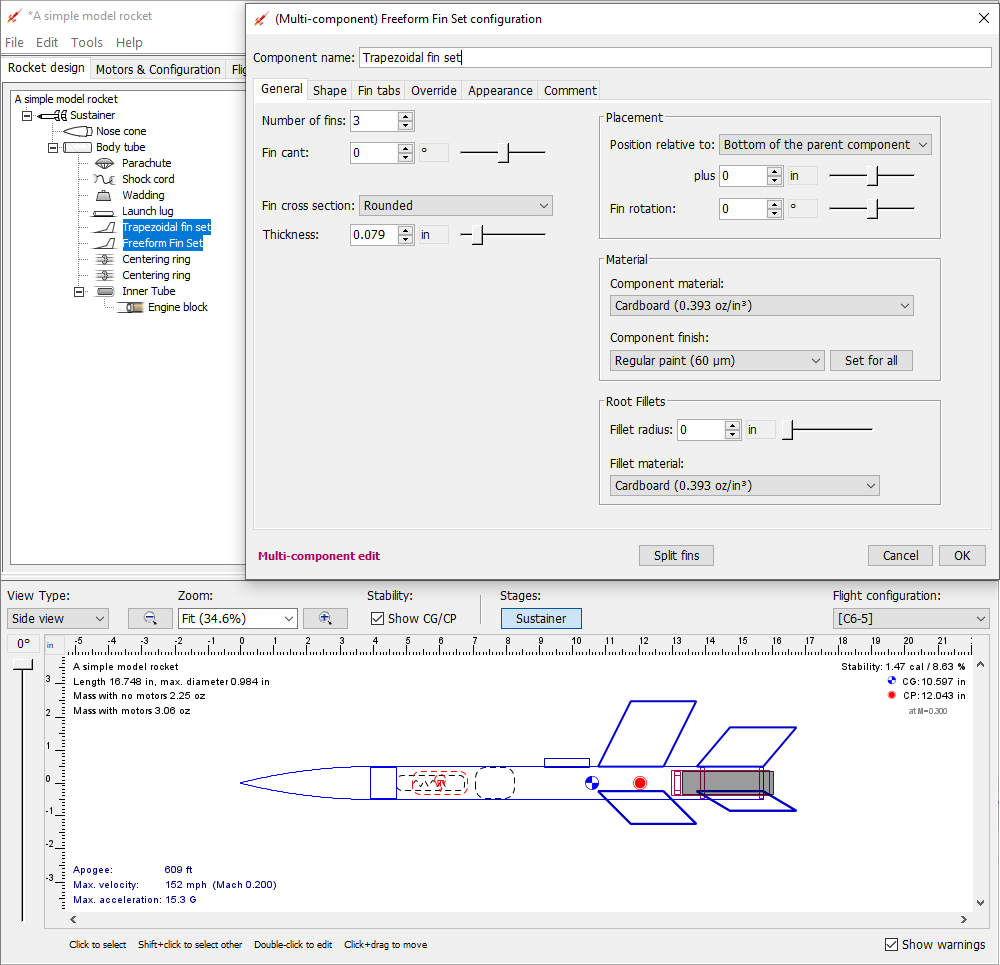 *A simple model rocket
File Edit Tools Help
Rocket design Motors & Configuration Flig
A simple model rocket
Sustainer
Nose cone
Body tube
Parachute
Shock cord
Wadding
Launch lug
Trapezoidal fin set
Freeform Fin Set
Centering ring
Centering ring
Inner Tube
Engine block
(Multi-component) Freeform Fin Set configuration
Component name: Trapezoidal fin set
General Shape Fin tabs Override Appearance Comment
Number of fins: 3
Fin cant: 0 °
Fin cross section: Rounded
Thickness: 0.079 in
Placement
Position relative to: Bottom of the parent component
plus 0 in
Fin rotation: 0 °
Material
Component material:
Cardboard (0.393 oz/in³)
Component finish:
Regular paint (60 µm) Set for all
Root Fillets
Fillet radius: 0 in
Fillet material:
Cardboard (0.393 oz/in³)
Multi-component edit Split fins Cancel OK
View Type: Zoom: Stability: Stages: Flight configuration:
Side view Fit (34.6%) Show CG/CP Sustainer [C6-5]
0° in -5 -4 -3 -2 -1 0 1 2 3 4 5 6 7 8 9 10 11 12 13 14 15 16 17 18 19 20 21
3
2
1
0
-1
-2
-3
A simple model rocket
Length 16.748 in, max. diameter 0.984 in
Mass with no motors 2.25 oz
Mass with motors 3.06 oz
Stability: 1.47 cal / 8.63 %
CG: 10.597 in
CP: 12.043 in
at M=0.300
Apogee: 609 ft
Max. velocity: 152 mph (Mach 0.200)
Max. acceleration: 15.3 G
Click to select Shift+click to select other Double-click to edit Click+drag to move Show warnings